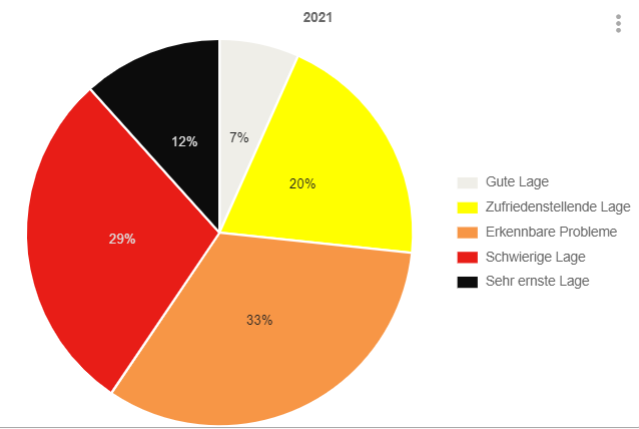 2021
7%
12%
20%
29%
33%
Gute Lage
Zufriedenstellende Lage
Erkennbare Probleme
Schwierige Lage
Sehr ernste Lage